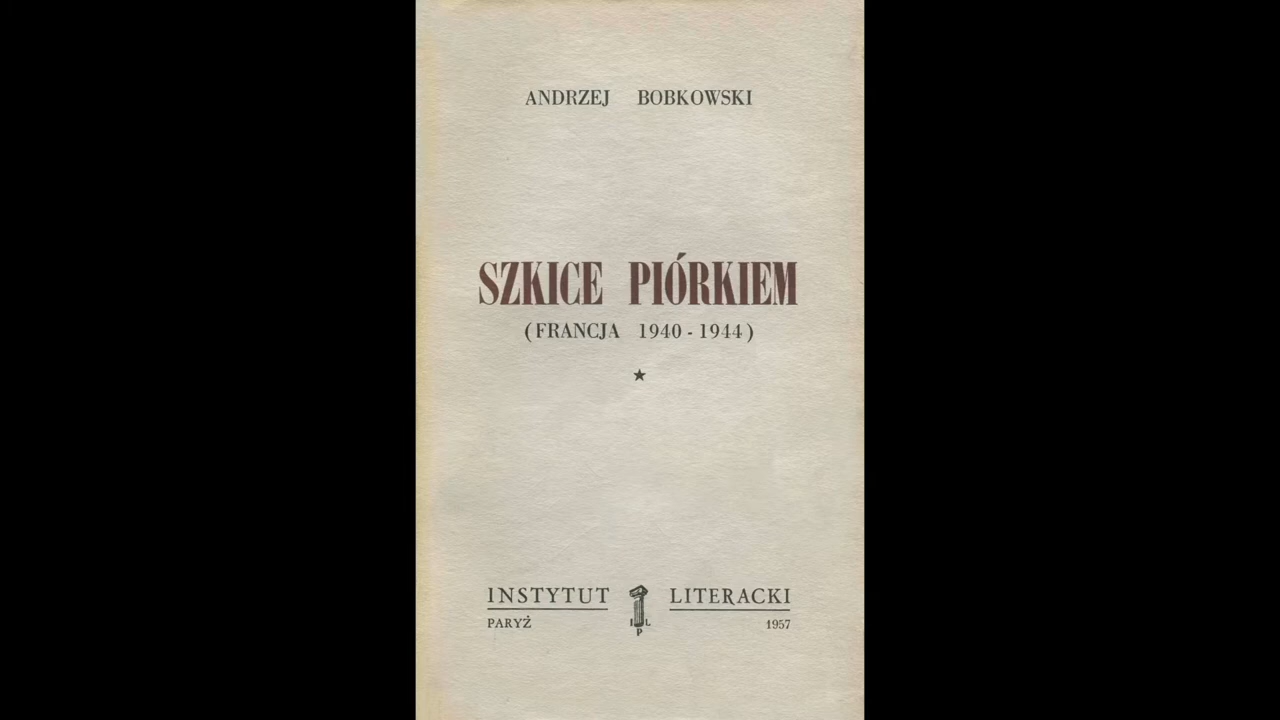 ANDRZEJ BOBKOWSKI
SZKICE PIÓRKIEM
(FRANCJA 1940-1944)
INSTYTUT LITERACKI
I L
P
PARYŻ 1957